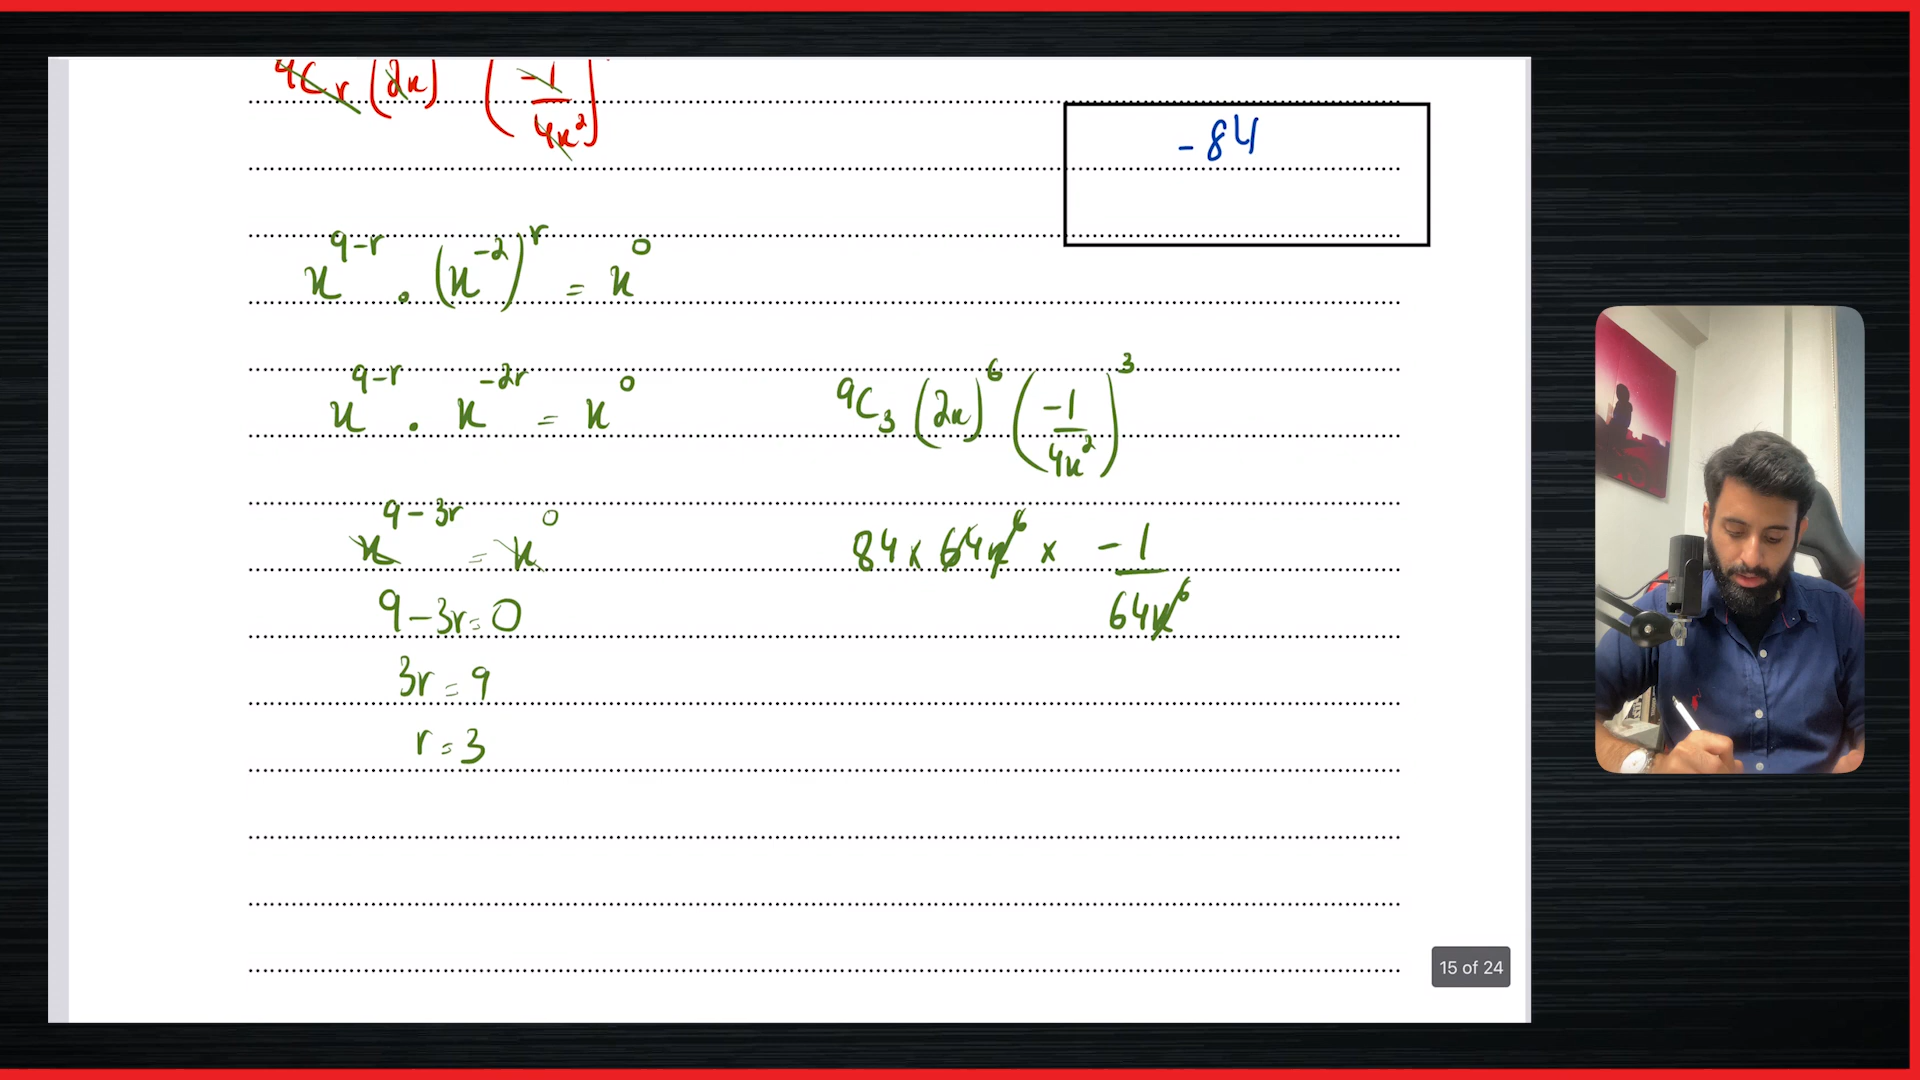 9Cr (2x) (-1/4x²)
-84
x^(9-r) . (x^(-2))^r = x^0
x^(9-r) . x^(-2r) = x^0
9C3 (2x)^6 (-1/4x²)^3
x^(9-3r) = x^0
84 x 64x^6 x -1/64x^6
9-3r=0
3r=9
r=3
15 of 24